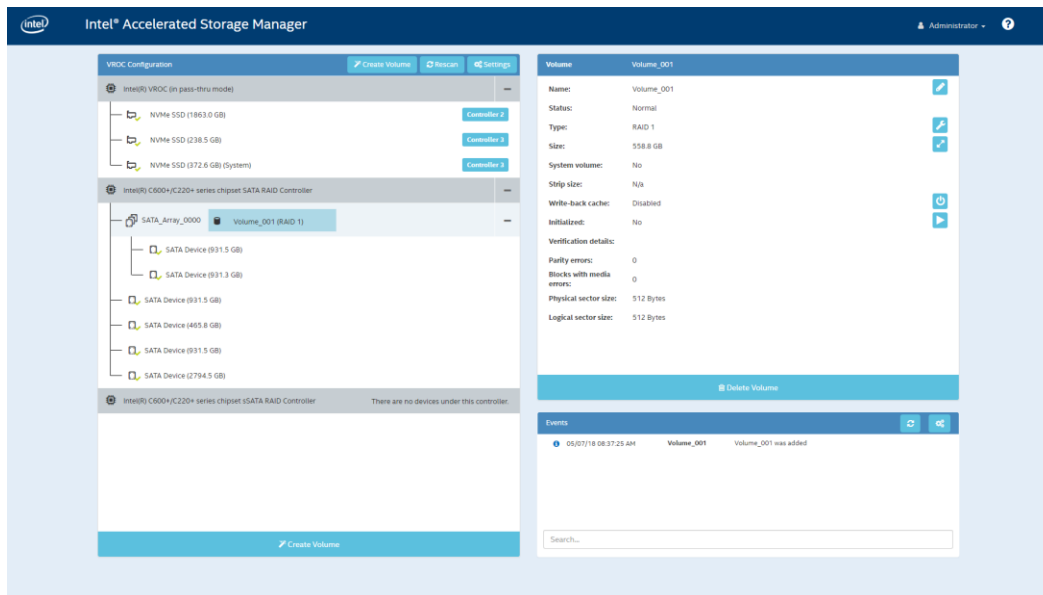 intel Intel® Accelerated Storage Manager Administrator ?
VROC Configuration Create Volume Rescan Settings
Intel(R) VROC (in pass-thru mode)
NVMe SSD (1863.0 GB) Controller 2
NVMe SSD (238.5 GB) Controller 3
NVMe SSD (372.6 GB) (System) Controller 3
Intel(R) C600+/C220+ series chipset SATA RAID Controller
SATA_Array_0000 Volume_001 (RAID 1)
SATA Device (931.5 GB)
SATA Device (931.3 GB)
SATA Device (931.5 GB)
SATA Device (465.8 GB)
SATA Device (931.5 GB)
SATA Device (2794.5 GB)
Intel(R) C600+/C220+ series chipset sSATA RAID Controller There are no devices under this controller.
Create Volume
Volume Volume_001
Name: Volume_001
Status: Normal
Type: RAID 1
Size: 558.8 GB
System volume: No
Strip size: N/a
Write-back cache: Disabled
Initialized: No
Verification details:
Parity errors: 0
Blocks with media
errors: 0
Physical sector size: 512 Bytes
Logical sector size: 512 Bytes
Delete Volume
Events
05/07/18 08:37:25 AM Volume_001 Volume_001 was added
Search...